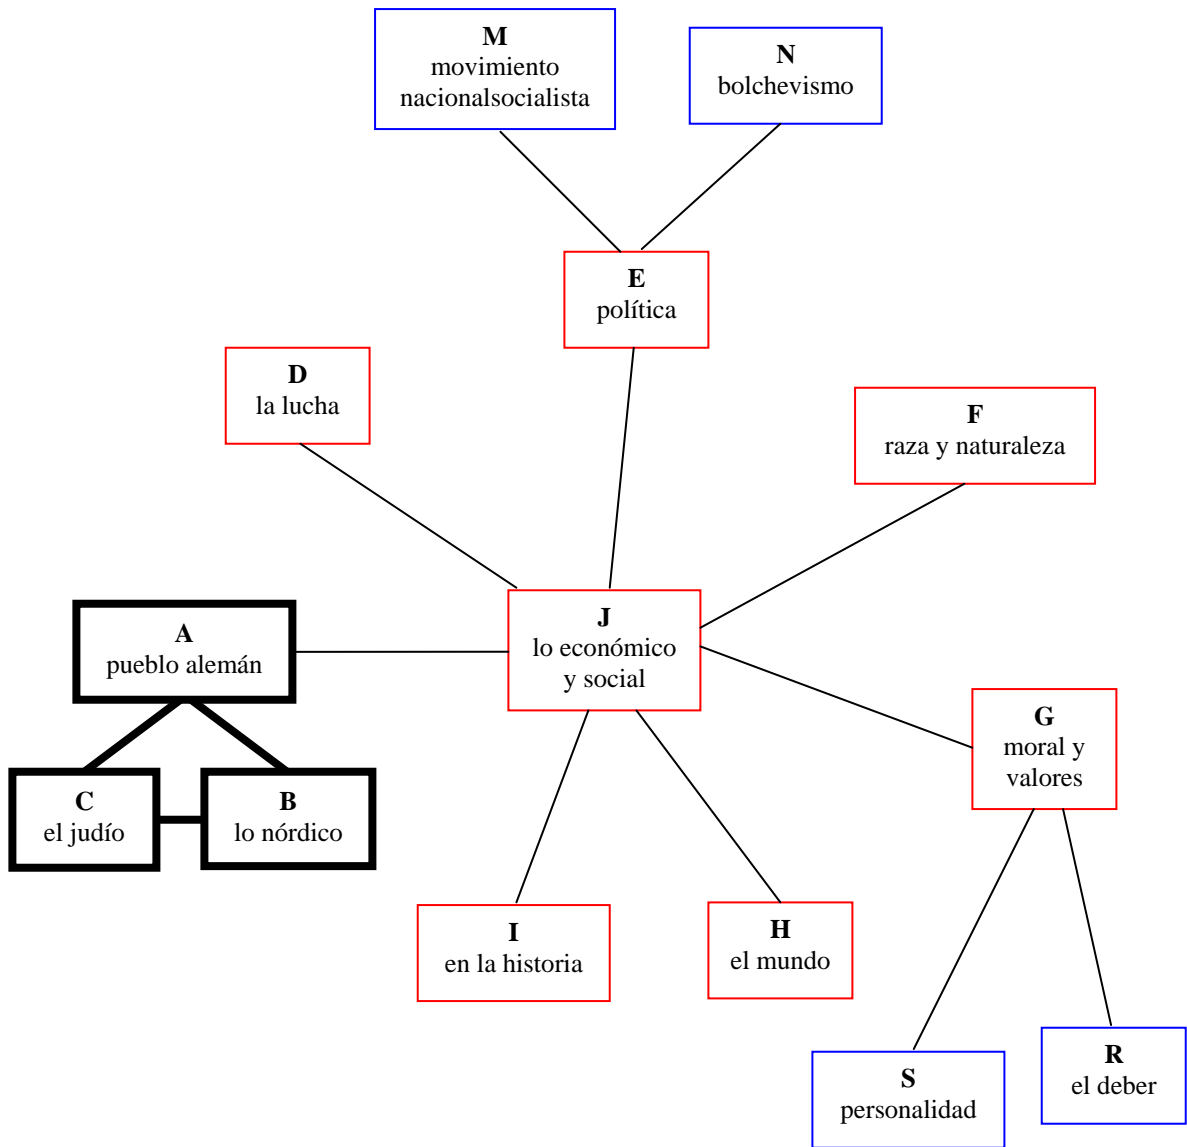 M
movimiento
nacionalsocialista
N
bolchevismo
E
política
D
la lucha
F
raza y naturaleza
J
lo económico
y social
A
pueblo alemán
G
moral y
valores
C
el judío
B
lo nórdico
I
en la historia
H
el mundo
R
el deber
S
personalidad